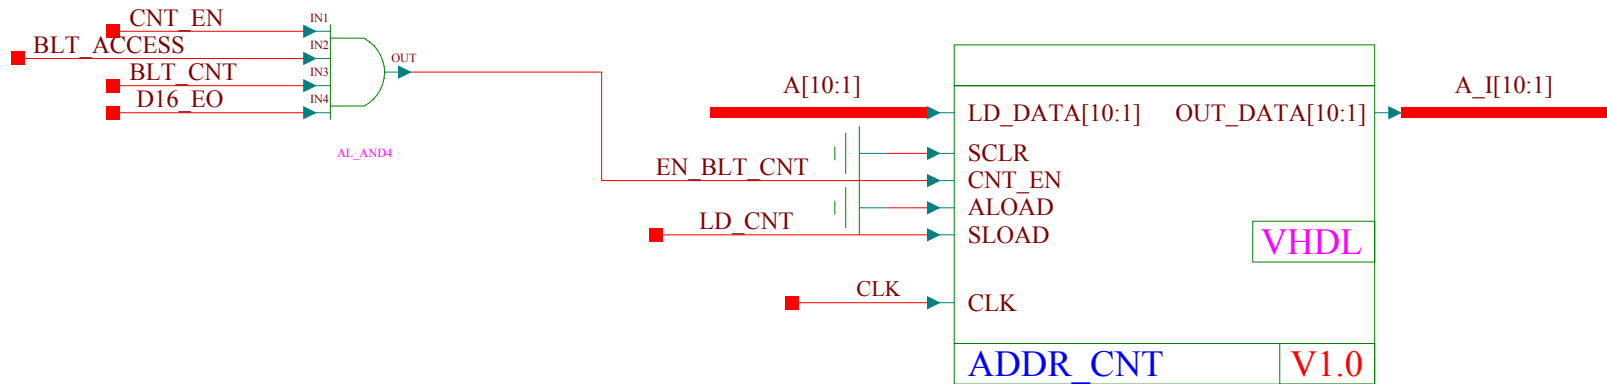 CNT_EN
IN1
BLT_ACCESS
IN2
BLT_CNT
IN3
D16_EO
IN4
OUT
AL_AND4
A[10:1]
A_I[10:1]
LD_DATA[10:1]
OUT_DATA[10:1]
SCLR
EN_BLT_CNT
CNT_EN
ALOAD
LD_CNT
SLOAD
VHDL
CLK
CLK
ADDR_CNT
V1.0